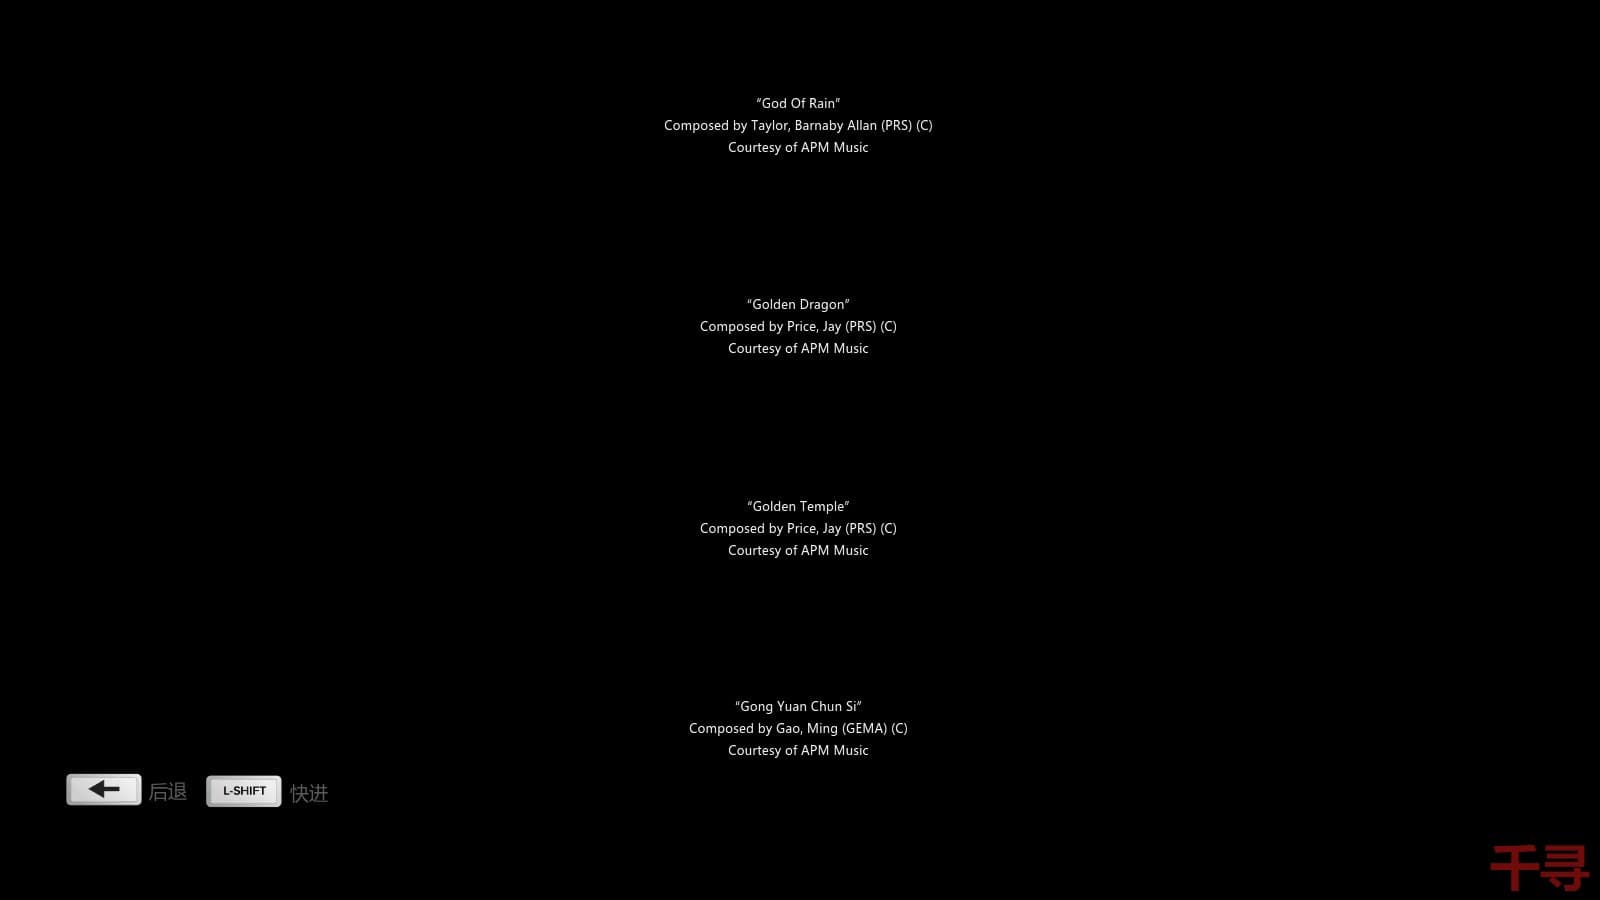 “God Of Rain”
Composed by Taylor, Barnaby Allan (PRS) (C)
Courtesy of APM Music
“Golden Dragon”
Composed by Price, Jay (PRS) (C)
Courtesy of APM Music
“Golden Temple”
Composed by Price, Jay (PRS) (C)
Courtesy of APM Music
“Gong Yuan Chun Si”
Composed by Gao, Ming (GEMA) (C)
Courtesy of APM Music
后退 L-SHIFT 快进
千寻